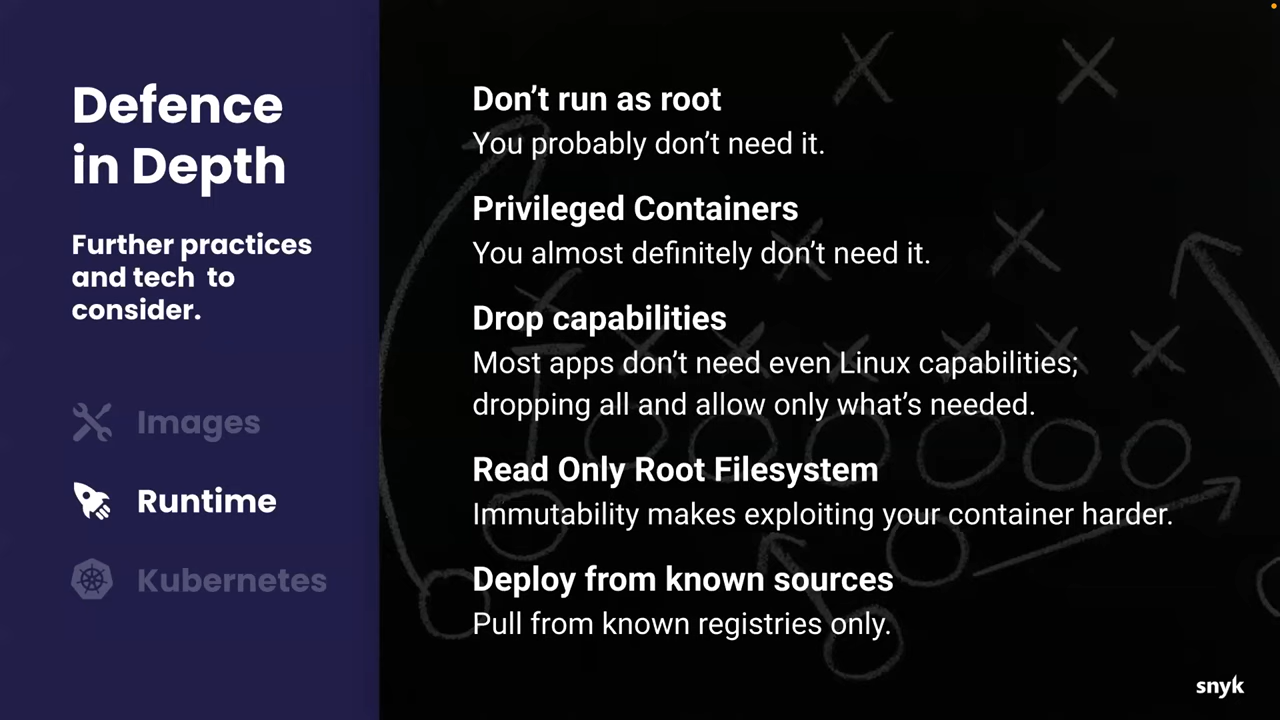 Defence
in Depth
Further practices
and tech to
consider.
Images
Runtime
Kubernetes
Don't run as root
You probably don't need it.
Privileged Containers
You almost definitely don't need it.
Drop capabilities
Most apps don't need even Linux capabilities;
dropping all and allow only what's needed.
Read Only Root Filesystem
Immutability makes exploiting your container harder.
Deploy from known sources
Pull from known registries only.
snyk